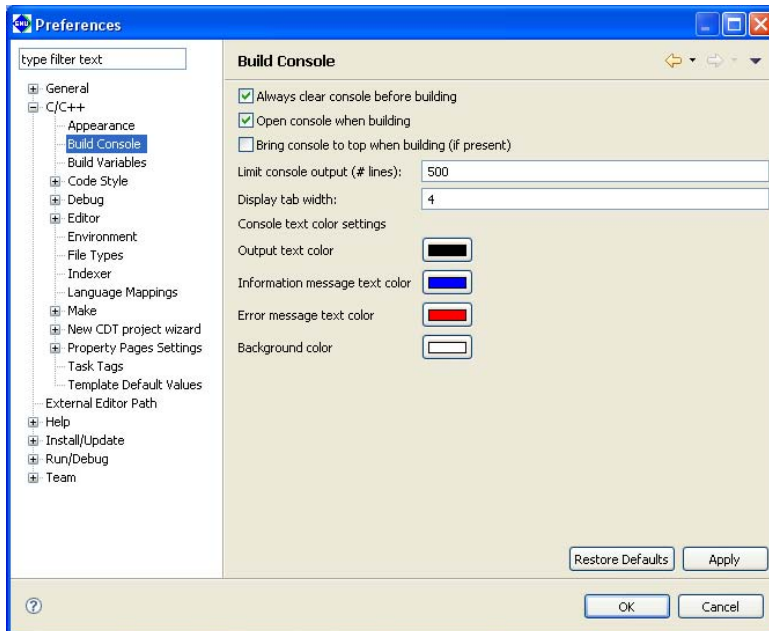 Preferences
type filter text
General
C/C++
Appearance
Build Console
Build Variables
Code Style
Debug
Editor
Environment
File Types
Indexer
Language Mappings
Make
New CDT project wizard
Property Pages Settings
Task Tags
Template Default Values
External Editor Path
Help
Install/Update
Run/Debug
Team
Build Console
Always clear console before building
Open console when building
Bring console to top when building (if present)
Limit console output (# lines): 500
Display tab width: 4
Console text color settings
Output text color
Information message text color
Error message text color
Background color
Restore Defaults Apply
? OK Cancel